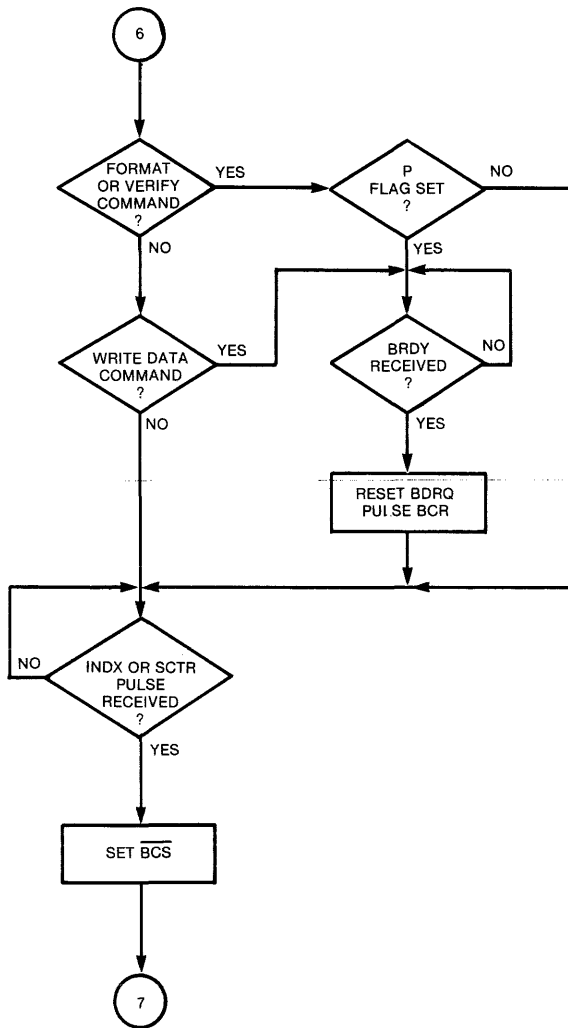 6
FORMAT
OR VERIFY
COMMAND
?
YES
NO
P
FLAG SET
?
NO
YES
WRITE DATA
COMMAND
?
YES
NO
BRDY
RECEIVED
?
NO
YES
RESET BDRQ
PULSE BCR
INDX OR SCTR
PULSE
RECEIVED
?
NO
YES
SET B̅C̅S̅
7